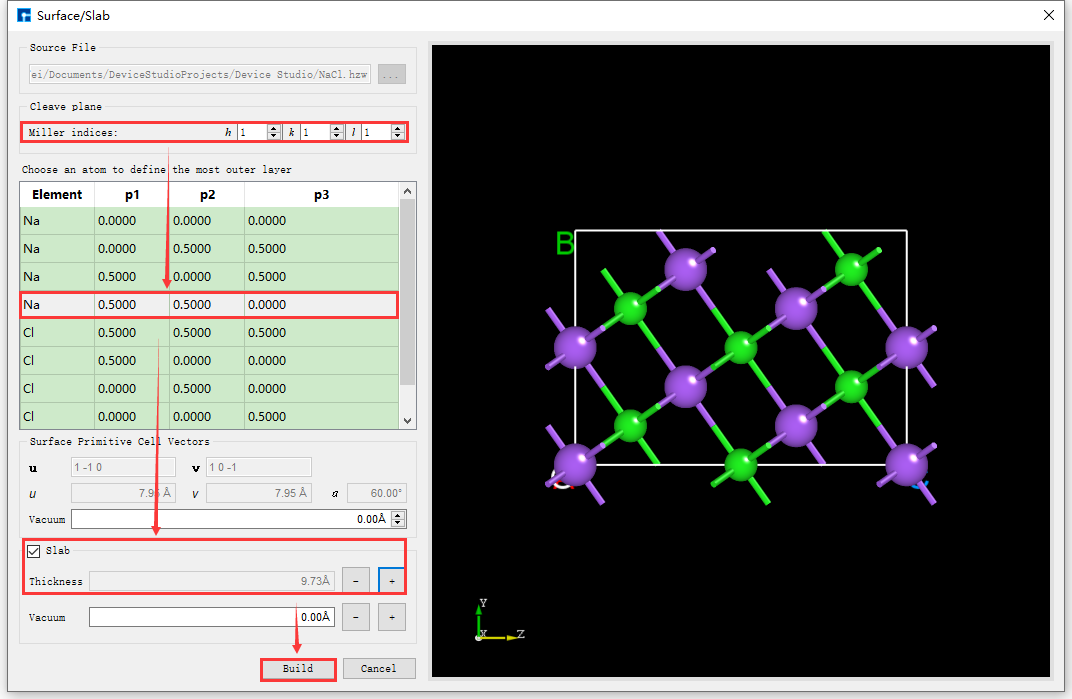 Surface/Slab
Source File
ei/Documents/DeviceStudioProjects/Device Studio/NaCl.hzw ...
Cleave plane
Miller indices: h 1 k 1 l 1
Choose an atom to define the most outer layer
Element p1 p2 p3
Na 0.0000 0.0000 0.0000
Na 0.0000 0.5000 0.5000
Na 0.5000 0.0000 0.5000
Na 0.5000 0.5000 0.0000
Cl 0.5000 0.5000 0.5000
Cl 0.5000 0.0000 0.0000
Cl 0.0000 0.5000 0.0000
Cl 0.0000 0.0000 0.5000
Surface Primitive Cell Vectors
u 1 -1 0 v 1 0 -1
u 7.95 Å v 7.95 Å a 60.00°
Vacuum 0.00Å
Slab
Thickness 9.73Å - +
Vacuum 0.00Å - +
Build Cancel
B
Y
X Z